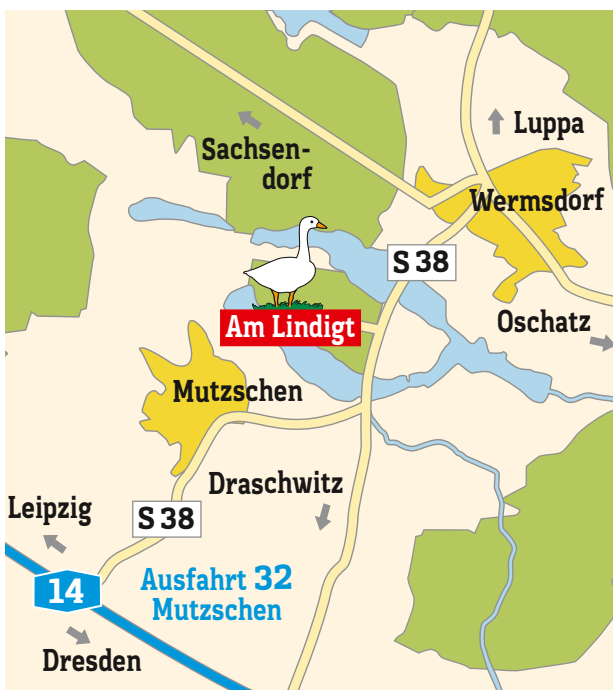 Luppa
Sachsen-
dorf
Wermsdorf
S 38
Am Lindigt
Oschatz
Mutzschen
Draschwitz
Leipzig
S 38
14
Ausfahrt 32
Mutzschen
Dresden